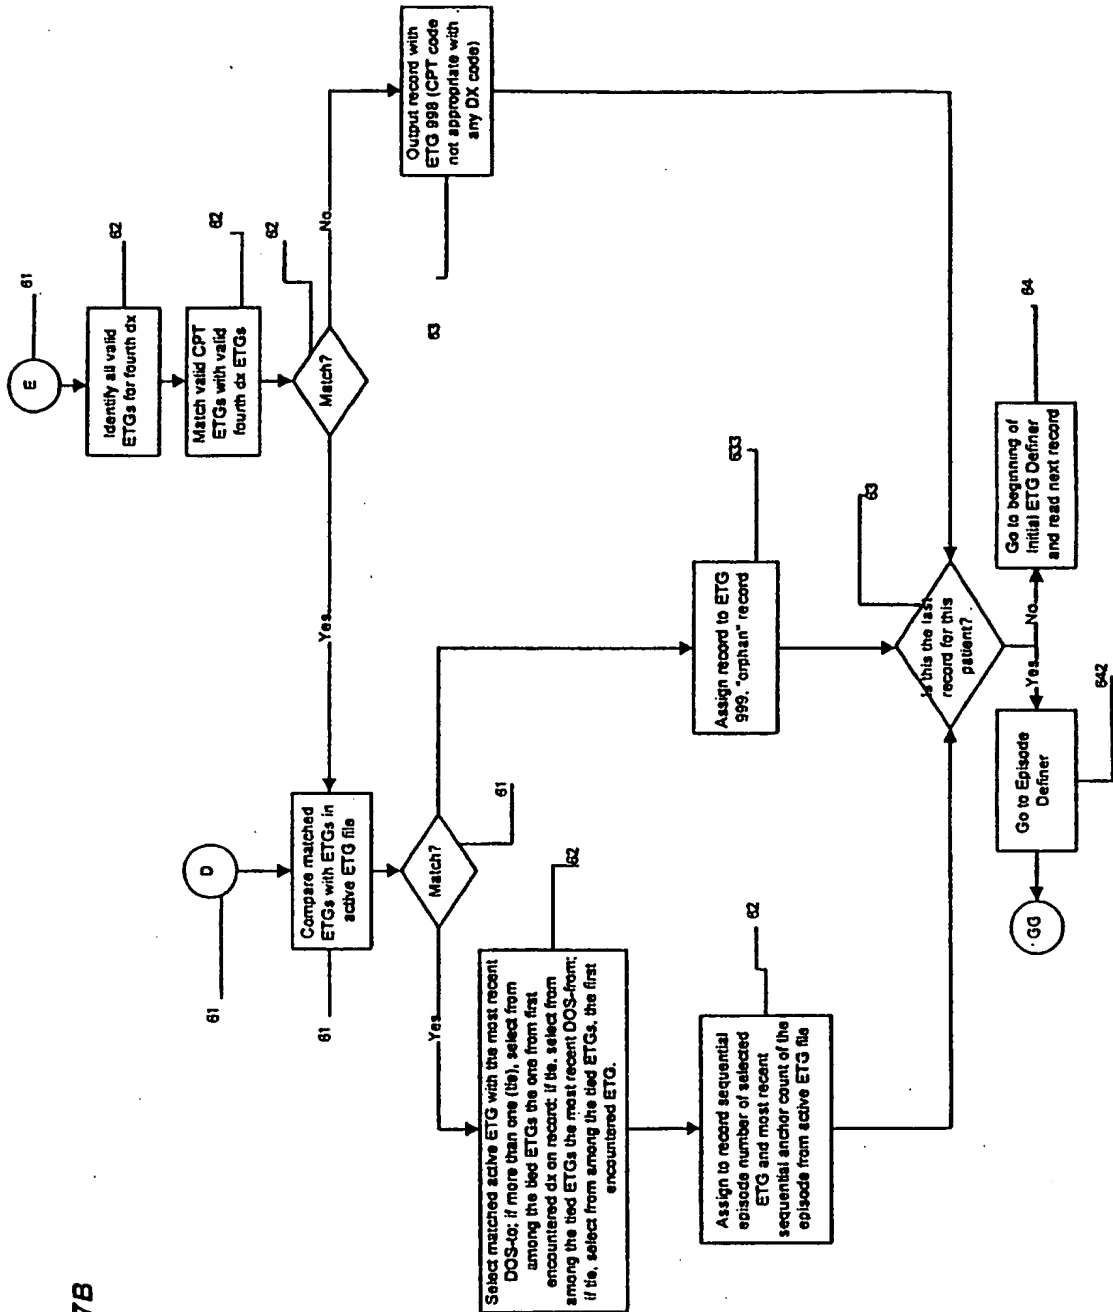 7B
E
61
Identify all valid
ETGs for fourth dx
62
Match valid CPT
ETGs with valid
fourth dx ETGs
62
Match?
62
No
Output record with
ETG 998 (CPT code
not appropriate with
any DX code)
63
Yes
D
61
Compare matched
ETGs with ETGs in
active ETG file
61
Match?
61
Yes
Select matched active ETG with the most recent
DOS-to; if more than one (tie), select from
among the tied ETGs the one from first
encountered dx on record; if tie, select from
among the tied ETGs the most recent DOS-from;
if tie, select from among the tied ETGs, the first
encountered ETG.
62
Assign to record sequential
episode number of selected
ETG and most recent
sequential anchor count of the
episode from active ETG file
62
Assign record to ETG
999, "orphan" record
633
Is this the last
record for this
patient?
63
No
Go to beginning of
Initial ETG Definer
and read next record
64
Yes
Go to Episode
Definer
642
GG